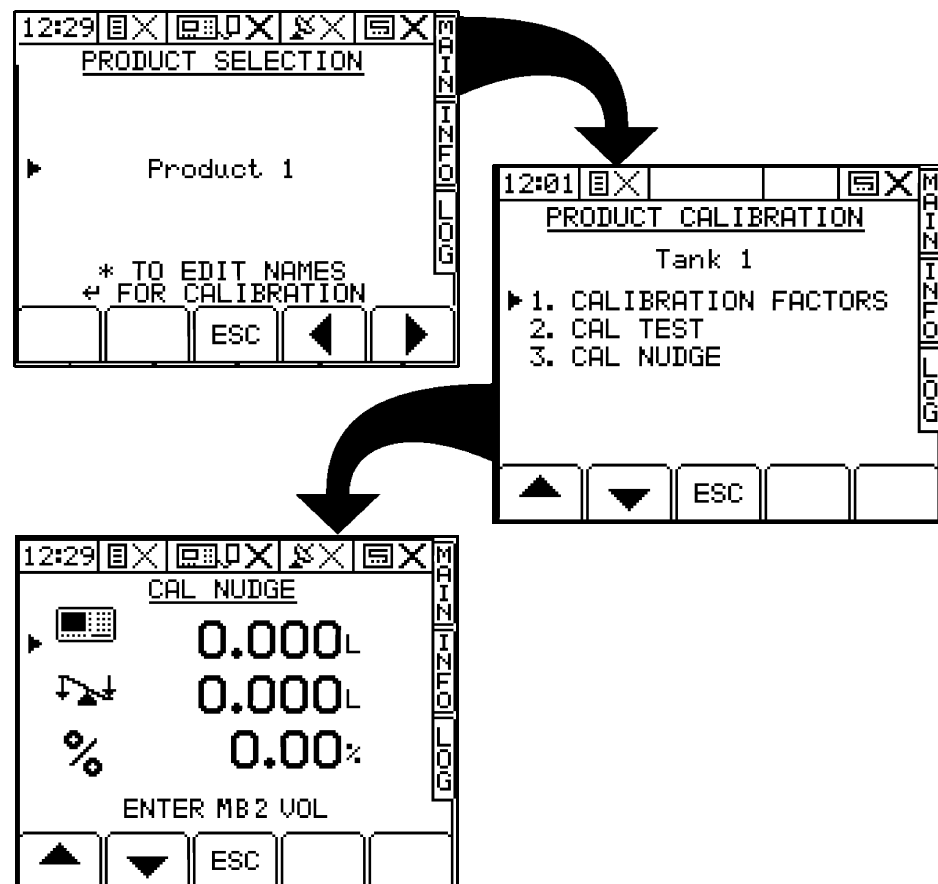 12:29
PRODUCT SELECTION
Product 1
* TO EDIT NAMES
↵ FOR CALIBRATION
ESC
MAIN
INFO
LOG
12:01
PRODUCT CALIBRATION
Tank 1
1. CALIBRATION FACTORS
2. CAL TEST
3. CAL NUDGE
ESC
MAIN
INFO
LOG
12:29
CAL NUDGE
0.000L
0.000L
% 0.00%
ENTER MB2 VOL
ESC
MAIN
INFO
LOG